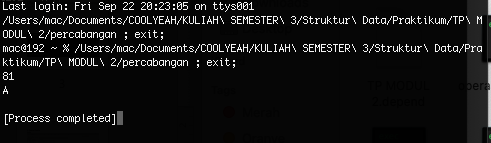 Last login: Fri Sep 22 20:23:05 on ttys001
/Users/mac/Documents/COOLYEAH/KULIAH\ SEMESTER\ 3/Struktur\ Data/Praktikum/TP\ M
ODUL\ 2/percabangan ; exit;
mac@192 ~ % /Users/mac/Documents/COOLYEAH/KULIAH\ SEMESTER\ 3/Struktur\ Data/Pra
ktikum/TP\ MODUL\ 2/percabangan ; exit;
81
A
[Process completed]